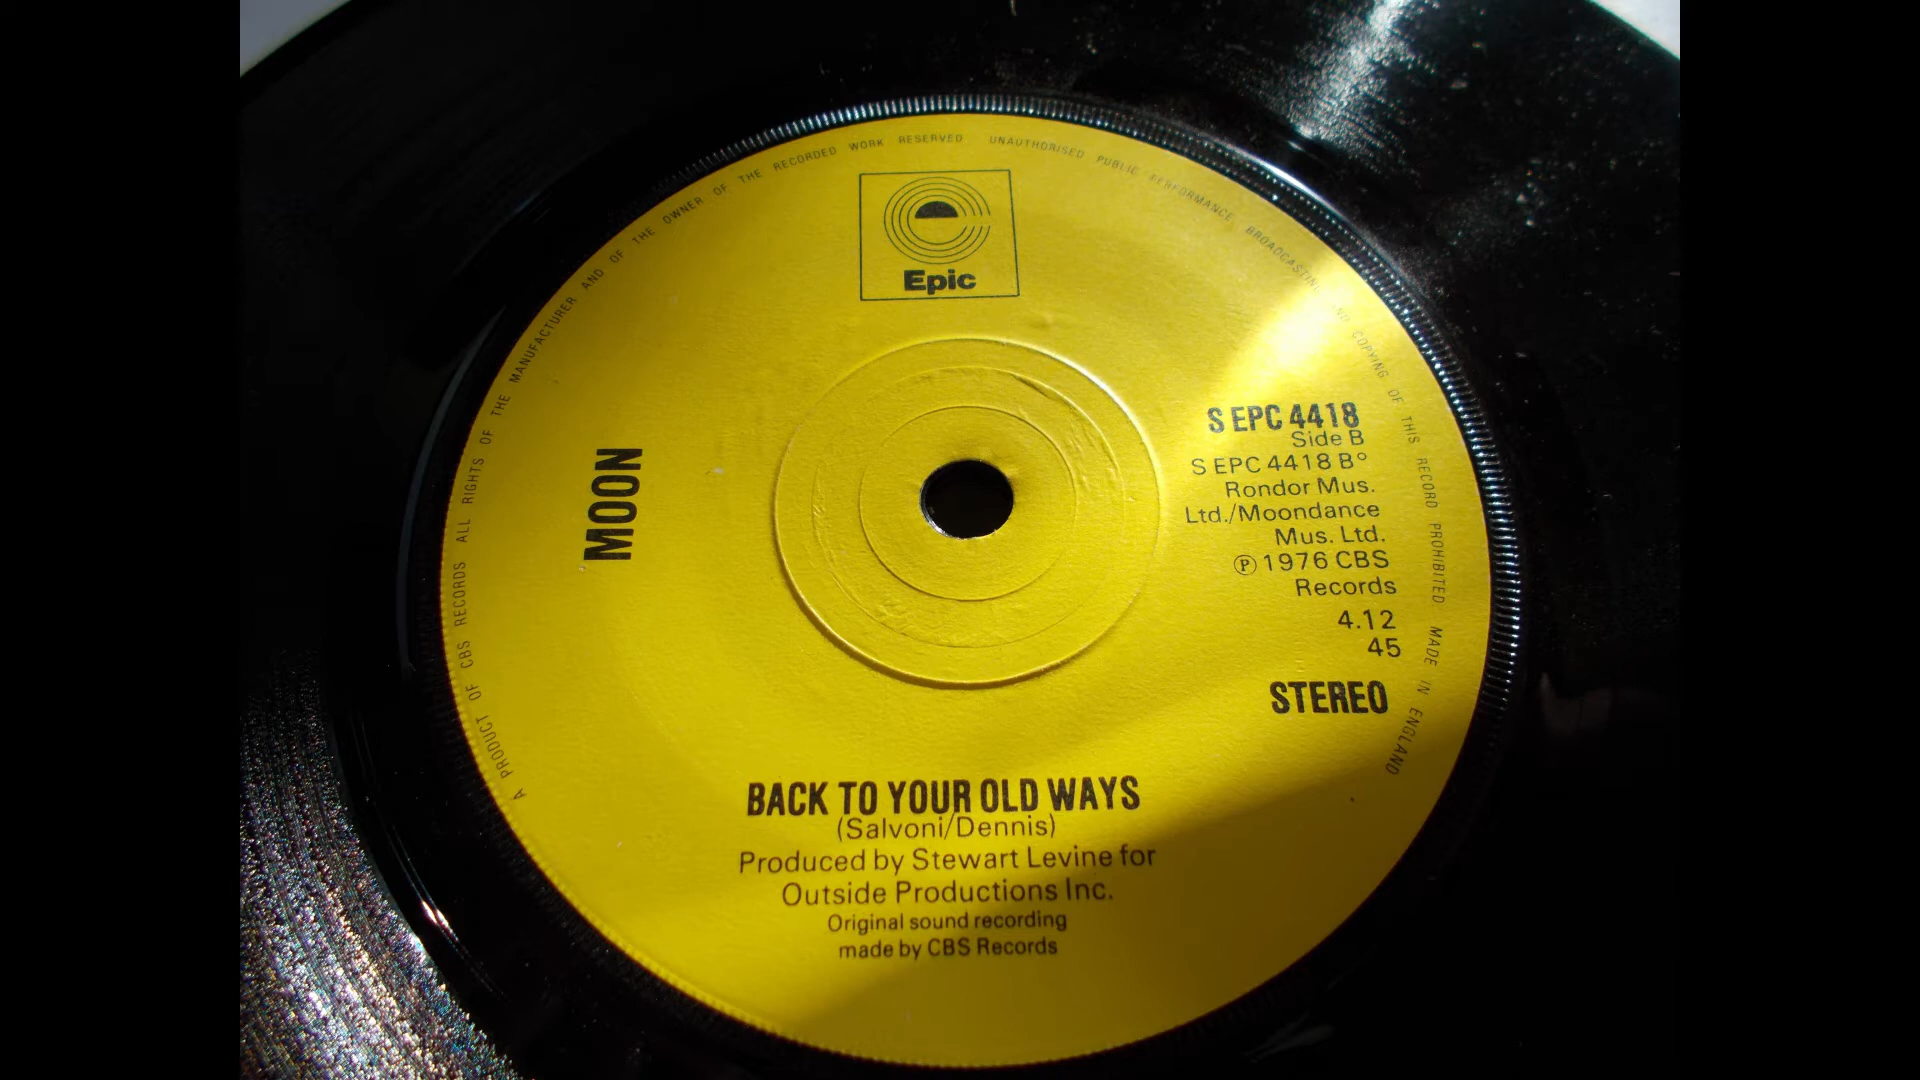 A PRODUCT OF CBS RECORDS ALL RIGHTS OF THE MANUFACTURER AND OF THE OWNER OF THE RECORDED WORK RESERVED UNAUTHORISED PUBLIC PERFORMANCE BROADCASTING AND COPYING OF THIS RECORD PROHIBITED MADE IN ENGLAND
Epic
MOON
S EPC 4418
Side B
S EPC 4418 B°
Rondor Mus.
Ltd./Moondance
Mus. Ltd.
℗ 1976 CBS
Records
4.12
45
STEREO
BACK TO YOUR OLD WAYS
(Salvoni/Dennis)
Produced by Stewart Levine for
Outside Productions Inc.
Original sound recording
made by CBS Records